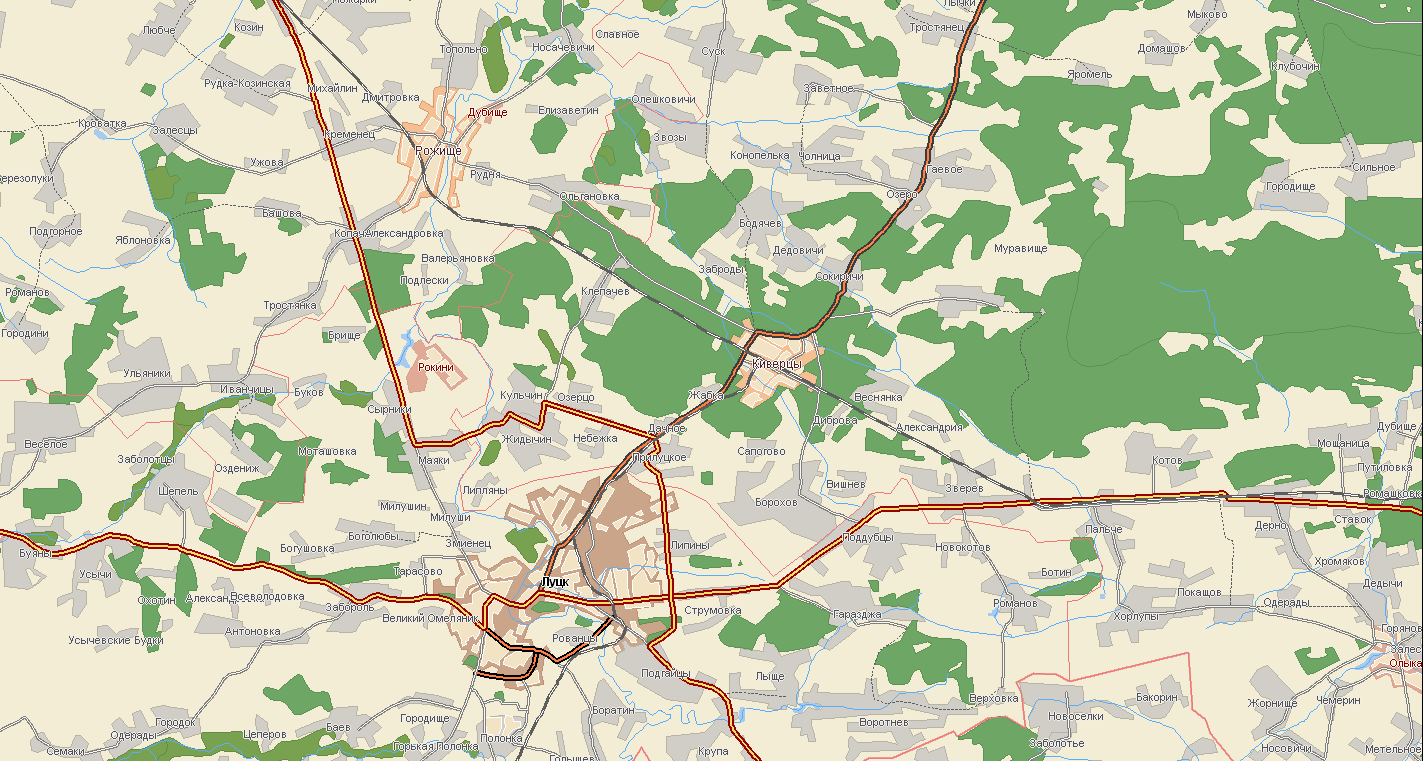 Лычки
Козин
Любче
Мыково
Тростянец
Славное
Носачевичи
Топольно
Суск
Домашов
Клубочин
Яромель
Рудка-Козинская
Михайлин
Дмитровка
Заветное
Олешковичи
Дубище
Елизаветин
Кроватка
Залесцы
Кременец
Звозы
Рожище
Конопелька
Чолница
Ужова
Гаевое
Сильное
Рудня
Городище
Ольгановка
Озеро
Башова
Бодячев
Подгорное
Яблоновка
Александровка
Дедовичи
Муравище
Валерьяновка
Заброды
Сокиричи
Подлески
Клепачев
Романов
Тростянка
Городини
Брище
Киверцы
Рокини
Ульяники
Иванчицы
Буков
Кульчин
Озерцо
Жабка
Веснянка
Сырники
Диброва
Александрия
Дубище
Дачное
Веселое
Жидычин
Небежка
Мощаница
Моташовка
Сапогово
Заболотцы
Маяки
Прилуцкое
Котов
Путиловка
Оздениж
Вишнев
Зверев
Шепель
Липляны
Ромашковка
Борохов
Милушин
Милуши
Ставок
Дерно
Пальче
Боголюбы
Поддубцы
Змиенец
Липины
Богушовка
Новокотов
Буяны
Хромяков
Усычи
Тарасово
Ботин
Луцк
Дедычи
Покащов
Охотин
Всеволодовка
Забороль
Одерады
Романов
Струмовка
Гаразджа
Хорлупы
Великий Омеляник
Антоновка
Горянов
Усычевские Будки
Рованцы
Олыка
Подгайцы
Лыще
Верховка
Бакорин
Чемерин
Жорнище
Боратин
Городище
Новоселки
Городок
Воротнев
Баев
Одерады
Цеперов
Полонка
Заболотье
Горькая Полонка
Семаки
Крупа
Носовичи
Метельное